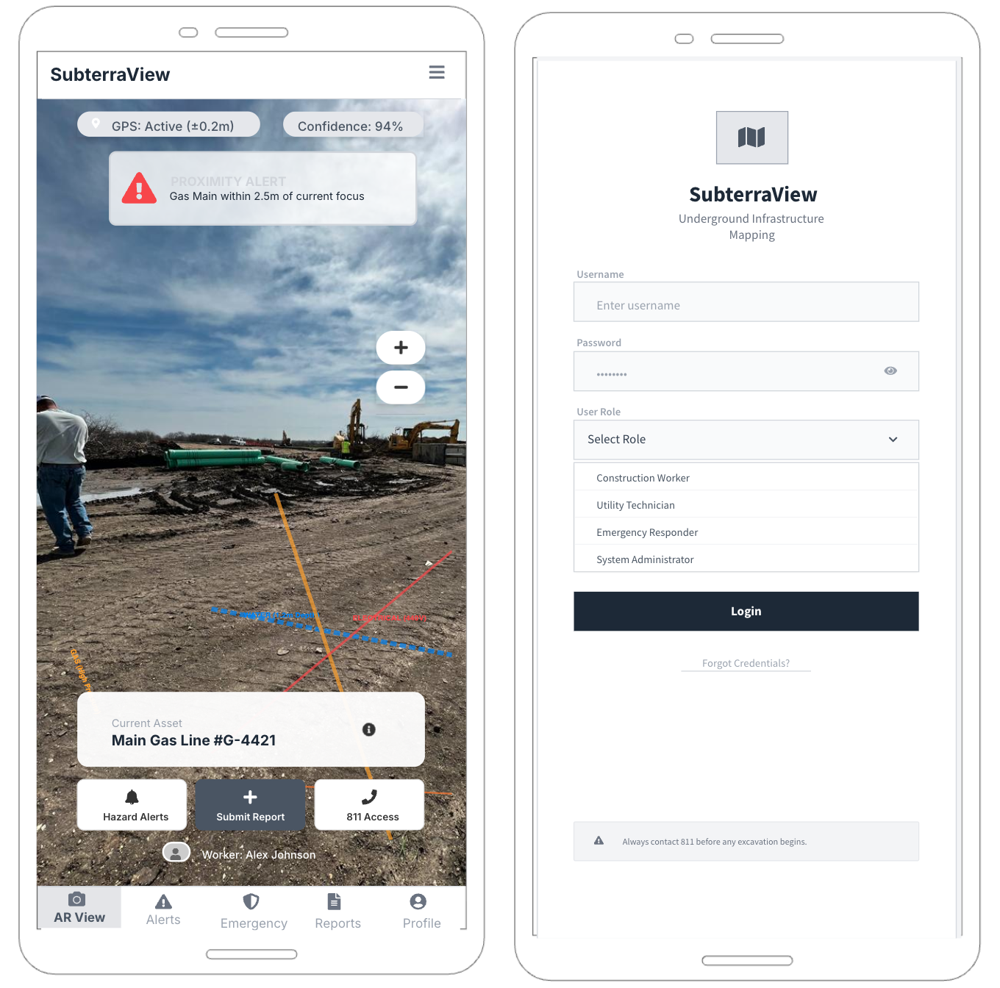 SubterraView
GPS: Active (±0.2m)
Confidence: 94%
PROXIMITY ALERT
Gas Main within 2.5m of current focus
GAS (High
Current Asset
Main Gas Line #G-4421
Hazard Alerts
Submit Report
811 Access
Worker: Alex Johnson
AR View
Alerts
Emergency
Reports
Profile
SubterraView
Underground Infrastructure
Mapping
Username
Enter username
Password
User Role
Select Role
Construction Worker
Utility Technician
Emergency Responder
System Administrator
Login
Forgot Credentials?
Always contact 811 before any excavation begins.